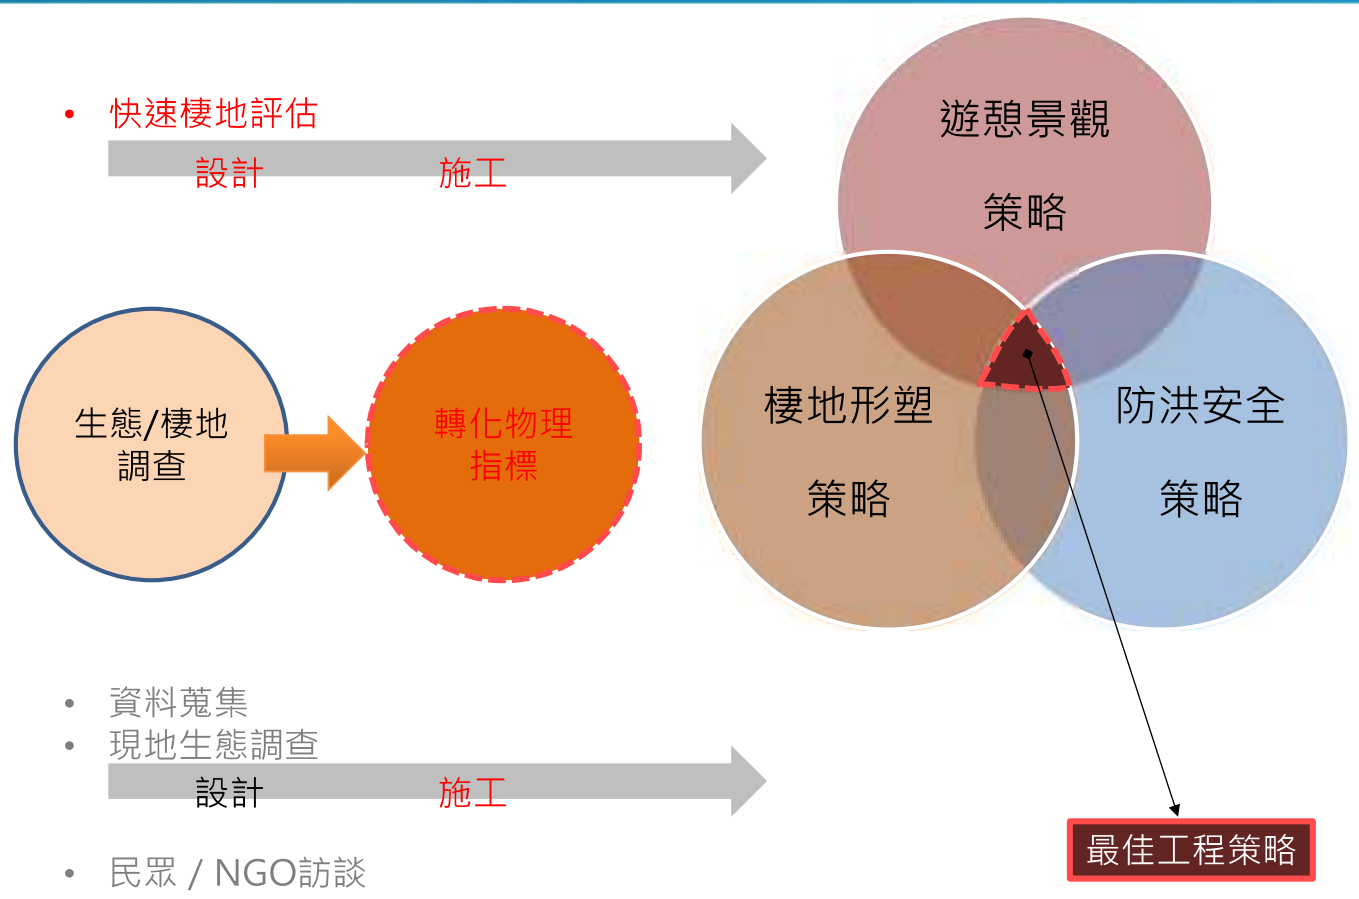 • 快速棲地評估
設計 施工
生態/棲地
調查
轉化物理
指標
遊憩景觀
策略
棲地形塑
策略
防洪安全
策略
• 資料蒐集
• 現地生態調查
設計 施工
• 民眾 / NGO訪談
最佳工程策略